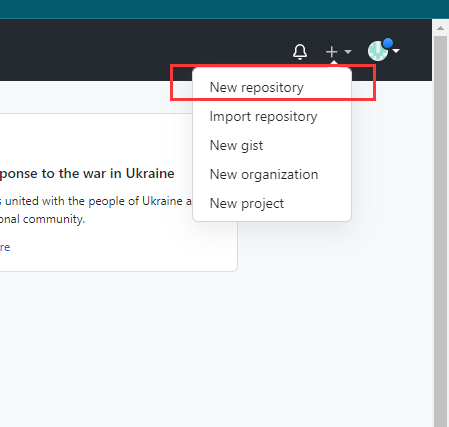 New repository
Import repository
New gist
New organization
New project
ponse to the war in Ukraine
s united with the people of Ukraine a
onal community.
re